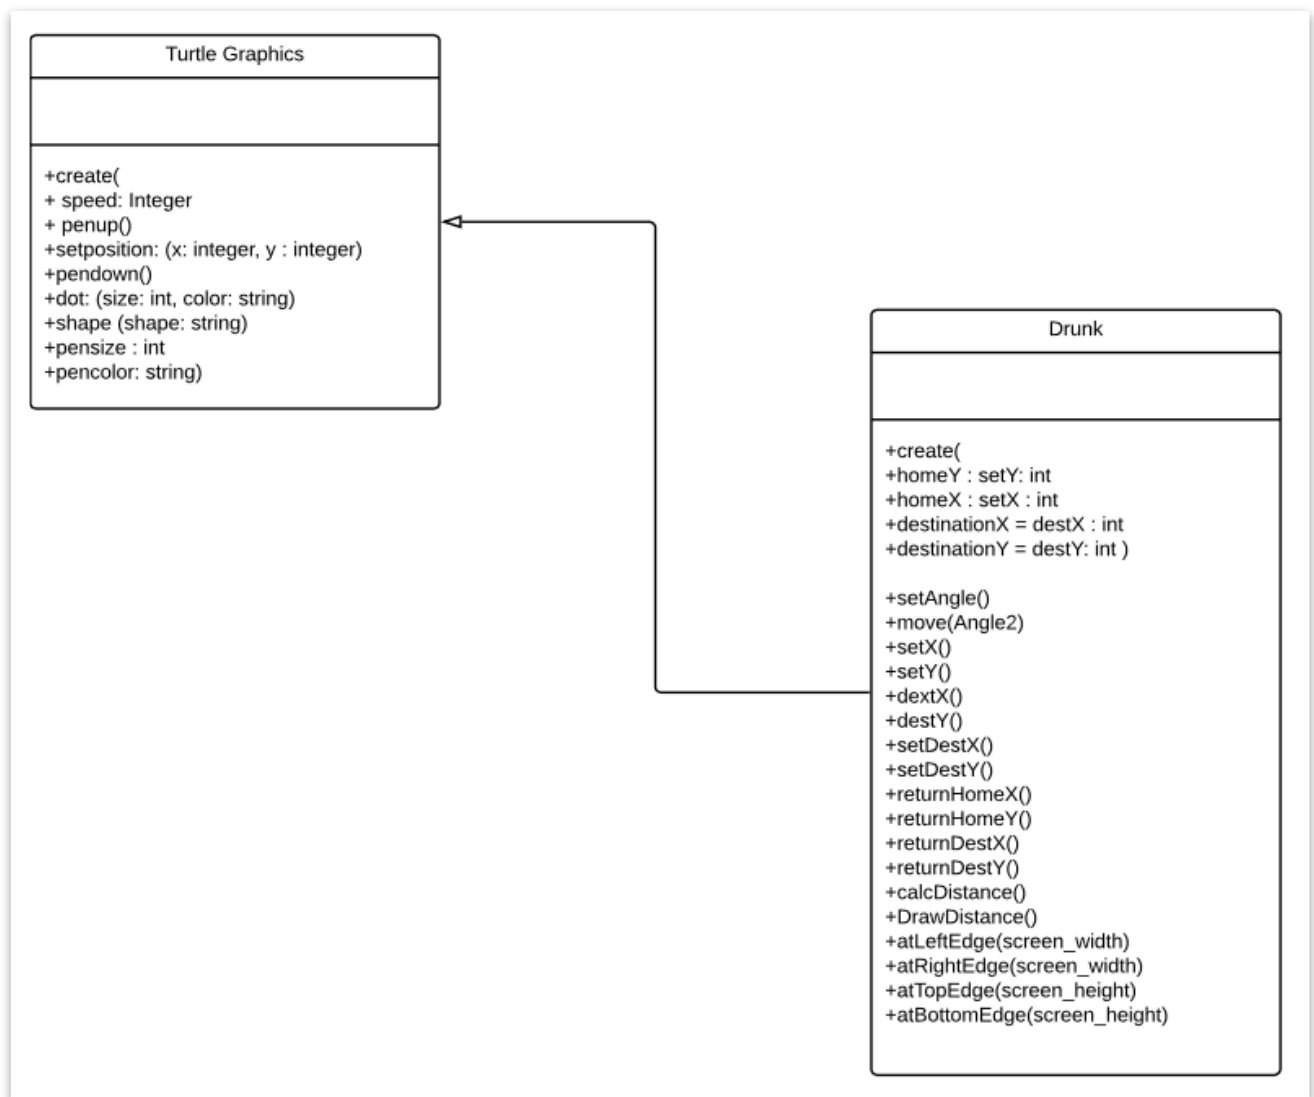 Turtle Graphics
+create(
+ speed: Integer
+ penup()
+setposition: (x: integer, y : integer)
+pendown()
+dot: (size: int, color: string)
+shape (shape: string)
+pensize : int
+pencolor: string)
Drunk
+create(
+homeY : setY: int
+homeX : setX : int
+destinationX = destX : int
+destinationY = destY: int )
+setAngle()
+move(Angle2)
+setX()
+setY()
+dextX()
+destY()
+setDestX()
+setDestY()
+returnHomeX()
+returnHomeY()
+returnDestX()
+returnDestY()
+calcDistance()
+DrawDistance()
+atLeftEdge(screen_width)
+atRightEdge(screen_width)
+atTopEdge(screen_height)
+atBottomEdge(screen_height)